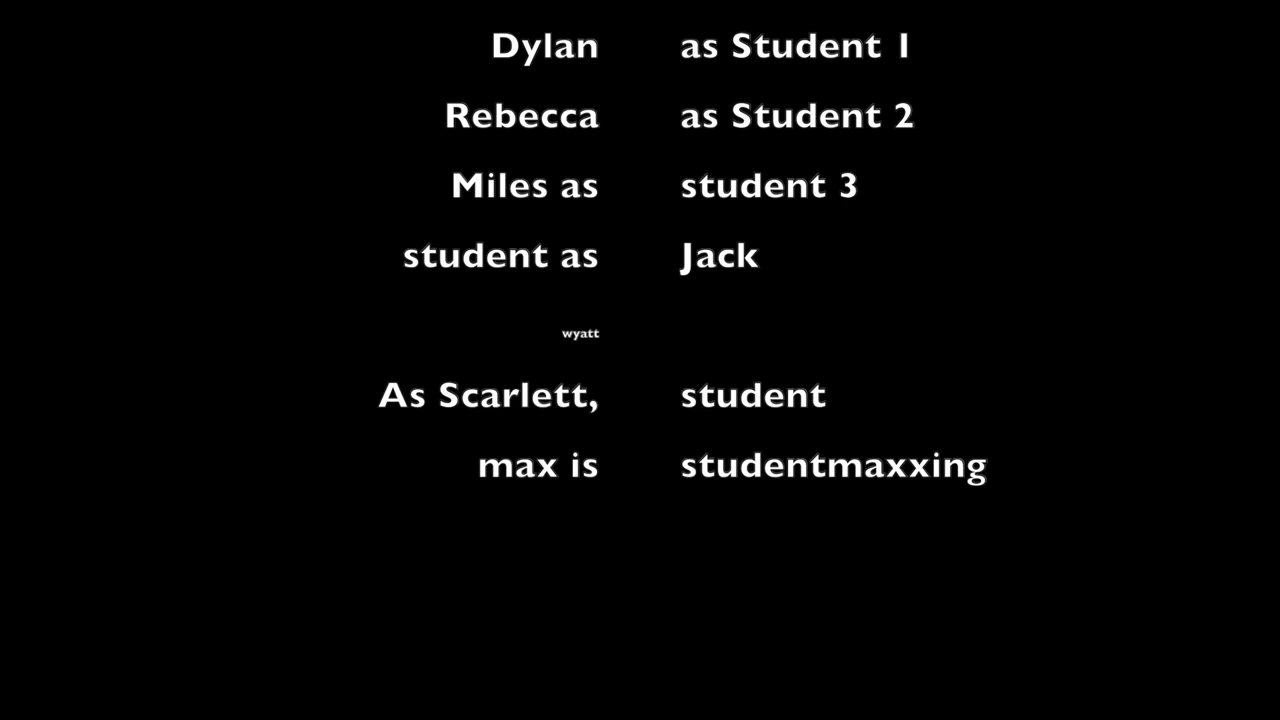 Dylan as Student 1
Rebecca as Student 2
Miles as student 3
student as Jack
wyatt
As Scarlett, student
max is studentmaxxing